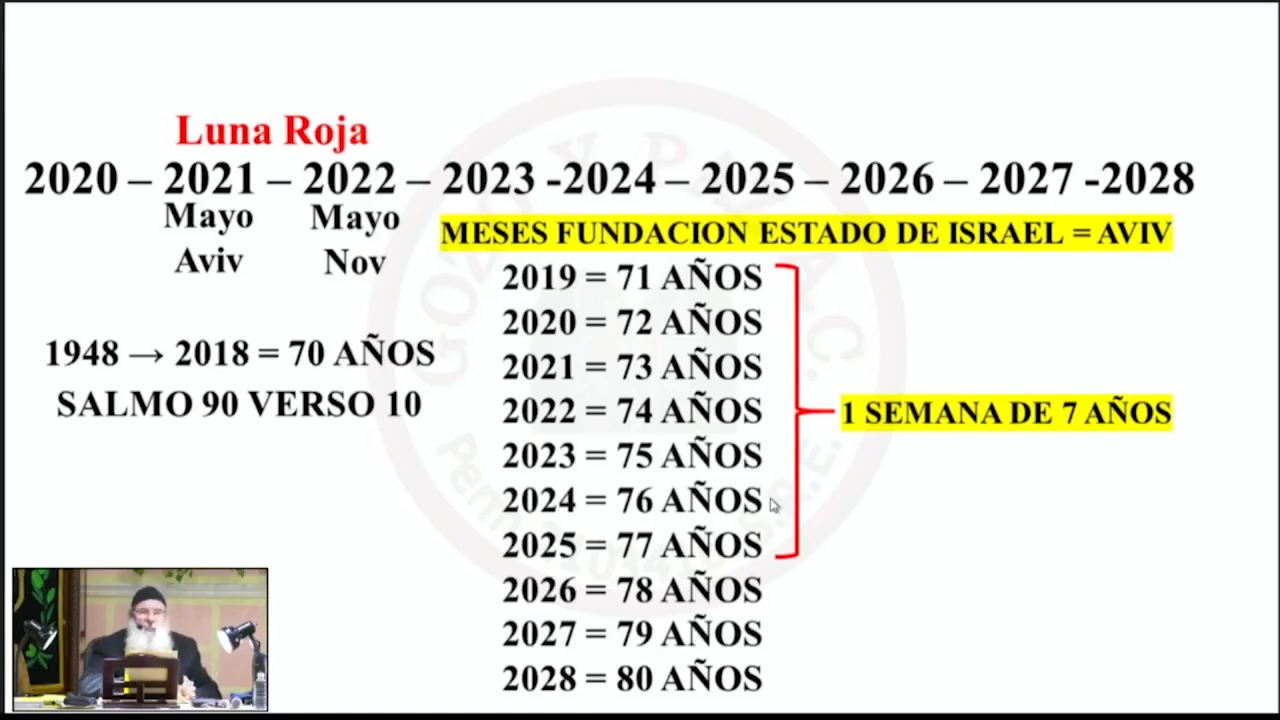 Luna Roja
2020 – 2021 – 2022 – 2023 -2024 – 2025 – 2026 – 2027 -2028
Mayo Mayo
Aviv Nov
MESES FUNDACION ESTADO DE ISRAEL = AVIV
1948 → 2018 = 70 AÑOS
SALMO 90 VERSO 10
2019 = 71 AÑOS
2020 = 72 AÑOS
2021 = 73 AÑOS
2022 = 74 AÑOS
2023 = 75 AÑOS
2024 = 76 AÑOS
2025 = 77 AÑOS
2026 = 78 AÑOS
2027 = 79 AÑOS
2028 = 80 AÑOS
1 SEMANA DE 7 AÑOS